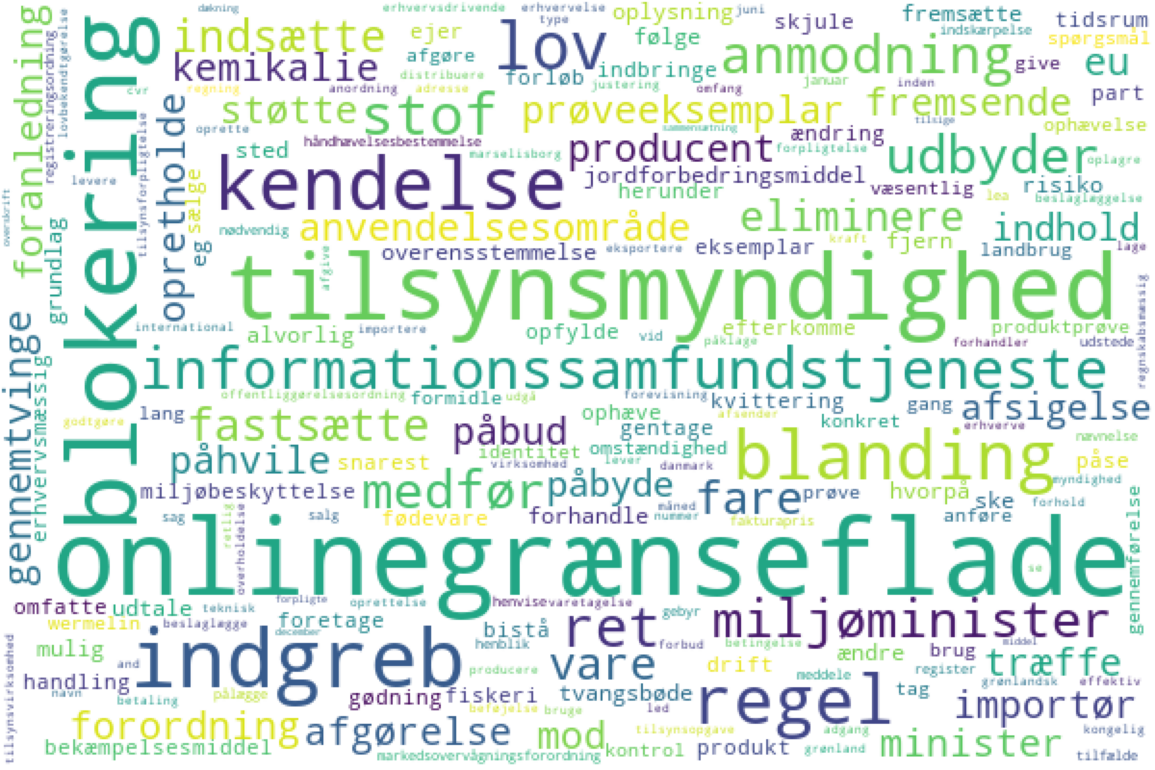 foranledning
registreringsordning
lovbekendtgørelse
blokering
dækning
erhvervsdrivende
erhvervelse
juni
type
oplysning
skjule
fremsætte
indskærpelse
tidsrum
spørgsmål
indsætte
ejer
afgøre
lov
følge
anmodning
give
eu
kemikalie
distribuere
forløb
indbringe
januar
inden
part
cvr
regning
anordning
adresse
justering
omfang
støtte
stof
prøveeksemplar
fremsende
ophævelse
oprette
håndhævelsesbestemmelse
sammensætning
ændring
tilsige
tilsynsforpligtelse
opretholde
sted
marselisborg
producent
forpligtelse
udbyder
oplagre
levere
sælge
kendelse
jordforbedringsmiddel
herunder
væsentlig
risiko
lea
beslaglæggelse
overskrift
grundlag
nødvendig
anvendelsesområde
eliminere
indhold
eg
afgive
overensstemmelse
eksportere
eksemplar
kraft
fjern
landbrug
lage
tilsynsmyndighed
regnskabsmæssig
international
alvorlig
importere
opfylde
vid
efterkomme
påklage
produktprøve
forhandler
udstede
gennemtvinge
erhvervsmæssig
informationssamfundstjeneste
offentliggørelsesordning
udgå
formidle
forevisning
kvittering
afsender
gang
afsigelse
godtgøre
lang
fastsætte
påbud
ophæve
gentage
konkret
erhverve
identitet
omstændighed
blanding
nævnelse
påhvile
snarest
virksomhed
lever
danmark
påse
myndighed
miljøbeskyttelse
medfør
påbyde
fare
prøve
hvorpå
ske
forhold
sag
salg
fødevare
forhandle
måned
nummer
fakturapris
anføre
gennemførelse
retlig
overholdelse
onlinegrænseflade
se
omfatte
udtale
teknisk
forpligte
oprettelse
henvise
varetagelse
gebyr
miljøminister
wermelin
beslaglægge
december
foretage
bistå
henblik
ret
forbud
betingelse
middel
mulig
indgreb
producere
vare
drift
ændre
brug
træffe
tilsynsvirksomhed
handling
and
navn
betaling
pålægge
gødning
fiskeri
tvangsbøde
meddele
register
grønlandsk
effektiv
regel
tag
importør
forordning
afgørelse
beføjelse
bruge
led
mod
tilsynsopgave
adgang
kongelig
bekæmpelsesmiddel
markedsovervågningsforordning
kontrol
produkt
grønland
minister
tilfælde